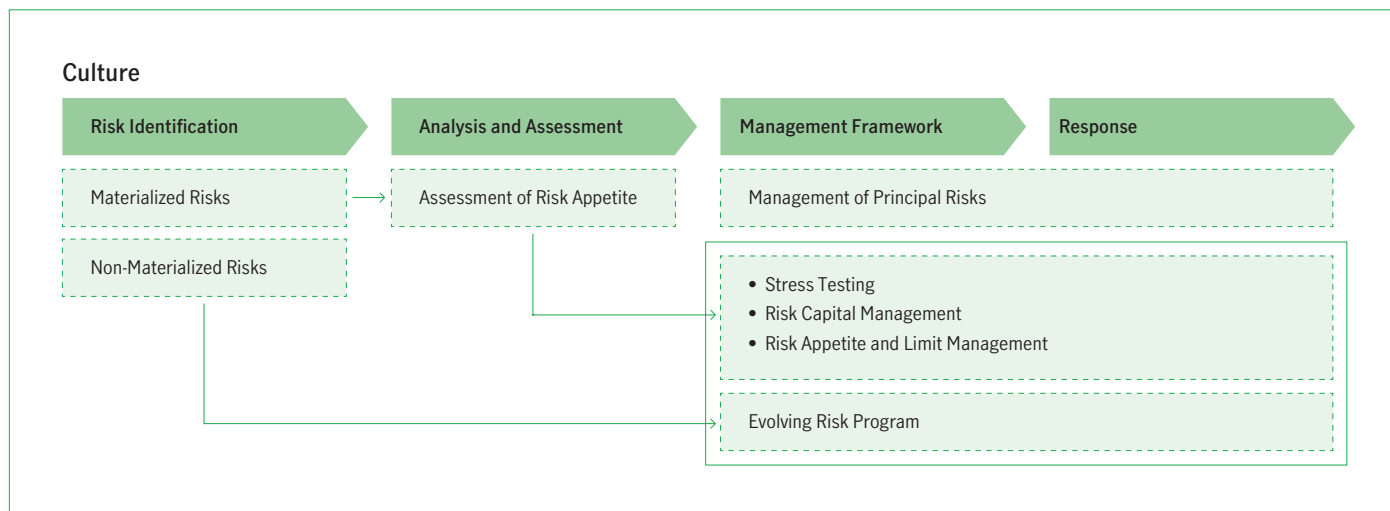 Culture
Risk Identification
Analysis and Assessment
Management Framework
Response
Materialized Risks
Assessment of Risk Appetite
Management of Principal Risks
Non-Materialized Risks
• Stress Testing
• Risk Capital Management
• Risk Appetite and Limit Management
Evolving Risk Program